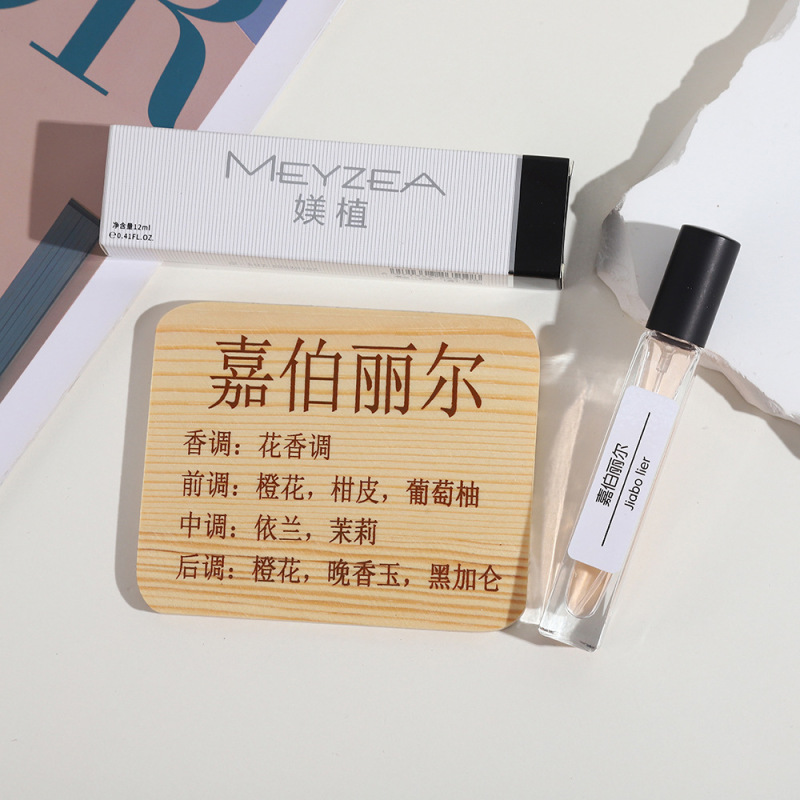 MEYZEA
媄植
净含量12ml
℮0.41FL.OZ.
嘉伯丽尔
香调：花香调
前调：橙花，柑皮，葡萄柚
中调：依兰，茉莉
后调：橙花，晚香玉，黑加仑
嘉伯丽尔
Jiabo lier